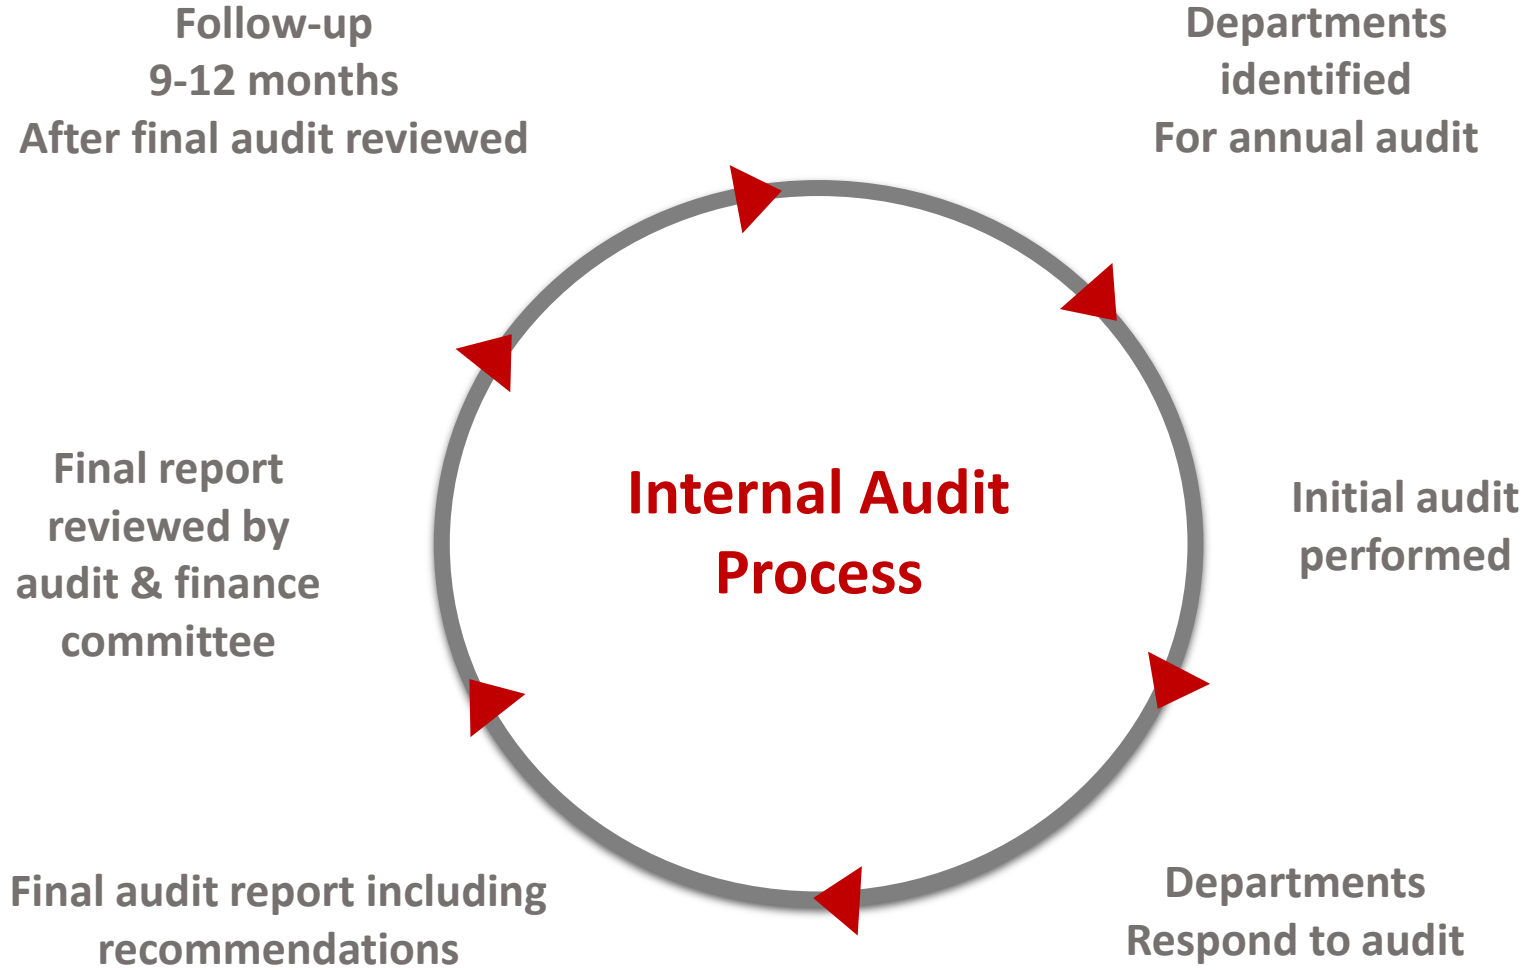 Follow-up
9-12 months
After final audit reviewed
Departments
identified
For annual audit
Internal Audit
Process
Initial audit
performed
Departments
Respond to audit
Final audit report including
recommendations
Final report
reviewed by
audit & finance
committee